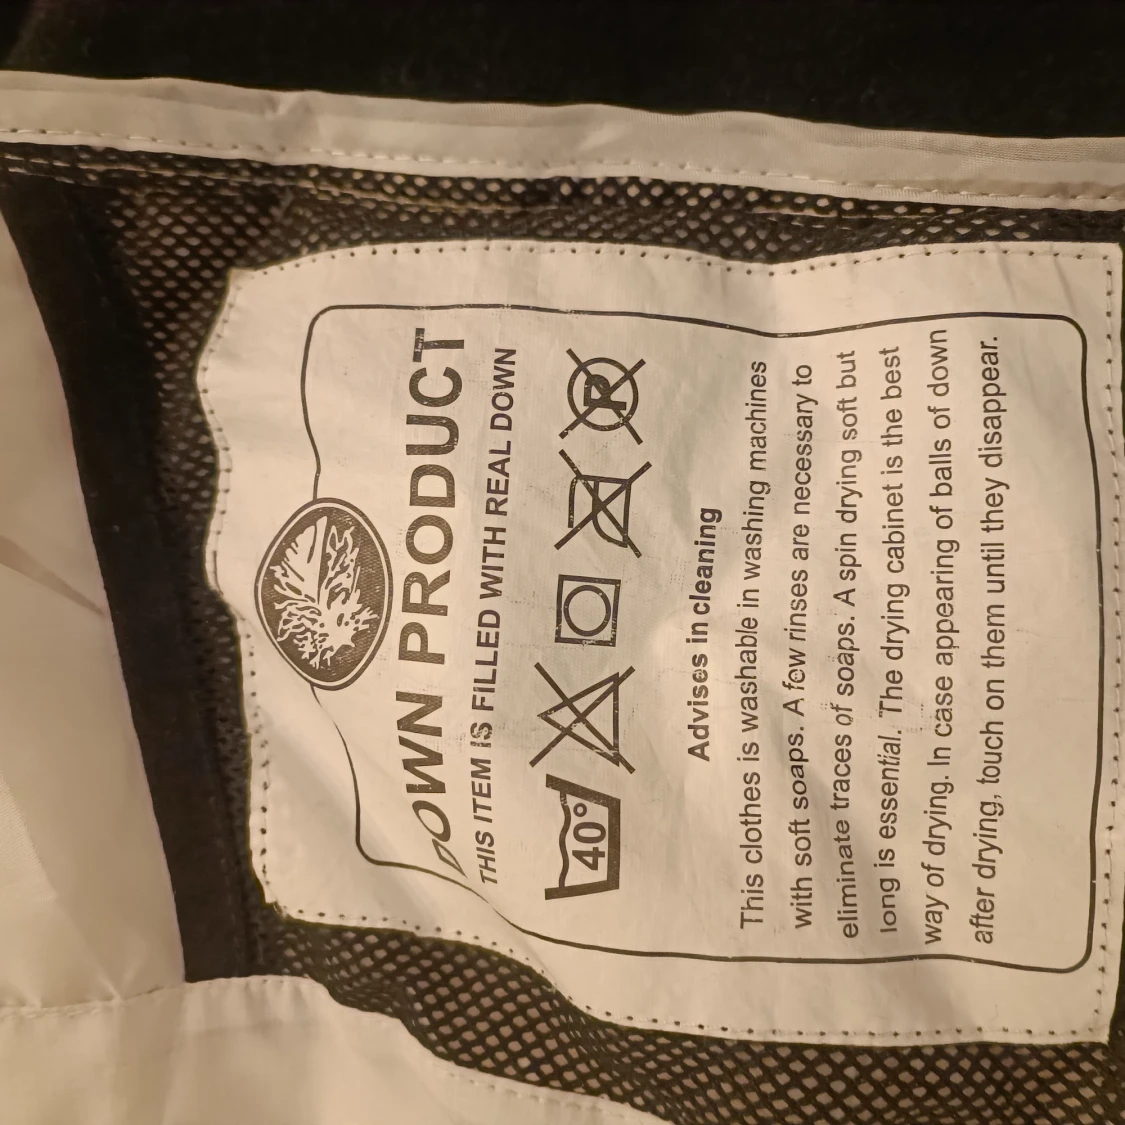 DOWN PRODUCT
THIS ITEM IS FILLED WITH REAL DOWN
40° R
Advises in cleaning
This clothes is washable in washing machines
with soft soaps. A few rinses are necessary to
eliminate traces of soaps. A spin drying soft but
long is essential. The drying cabinet is the best
way of drying. In case appearing of balls of down
after drying, touch on them until they disappear.